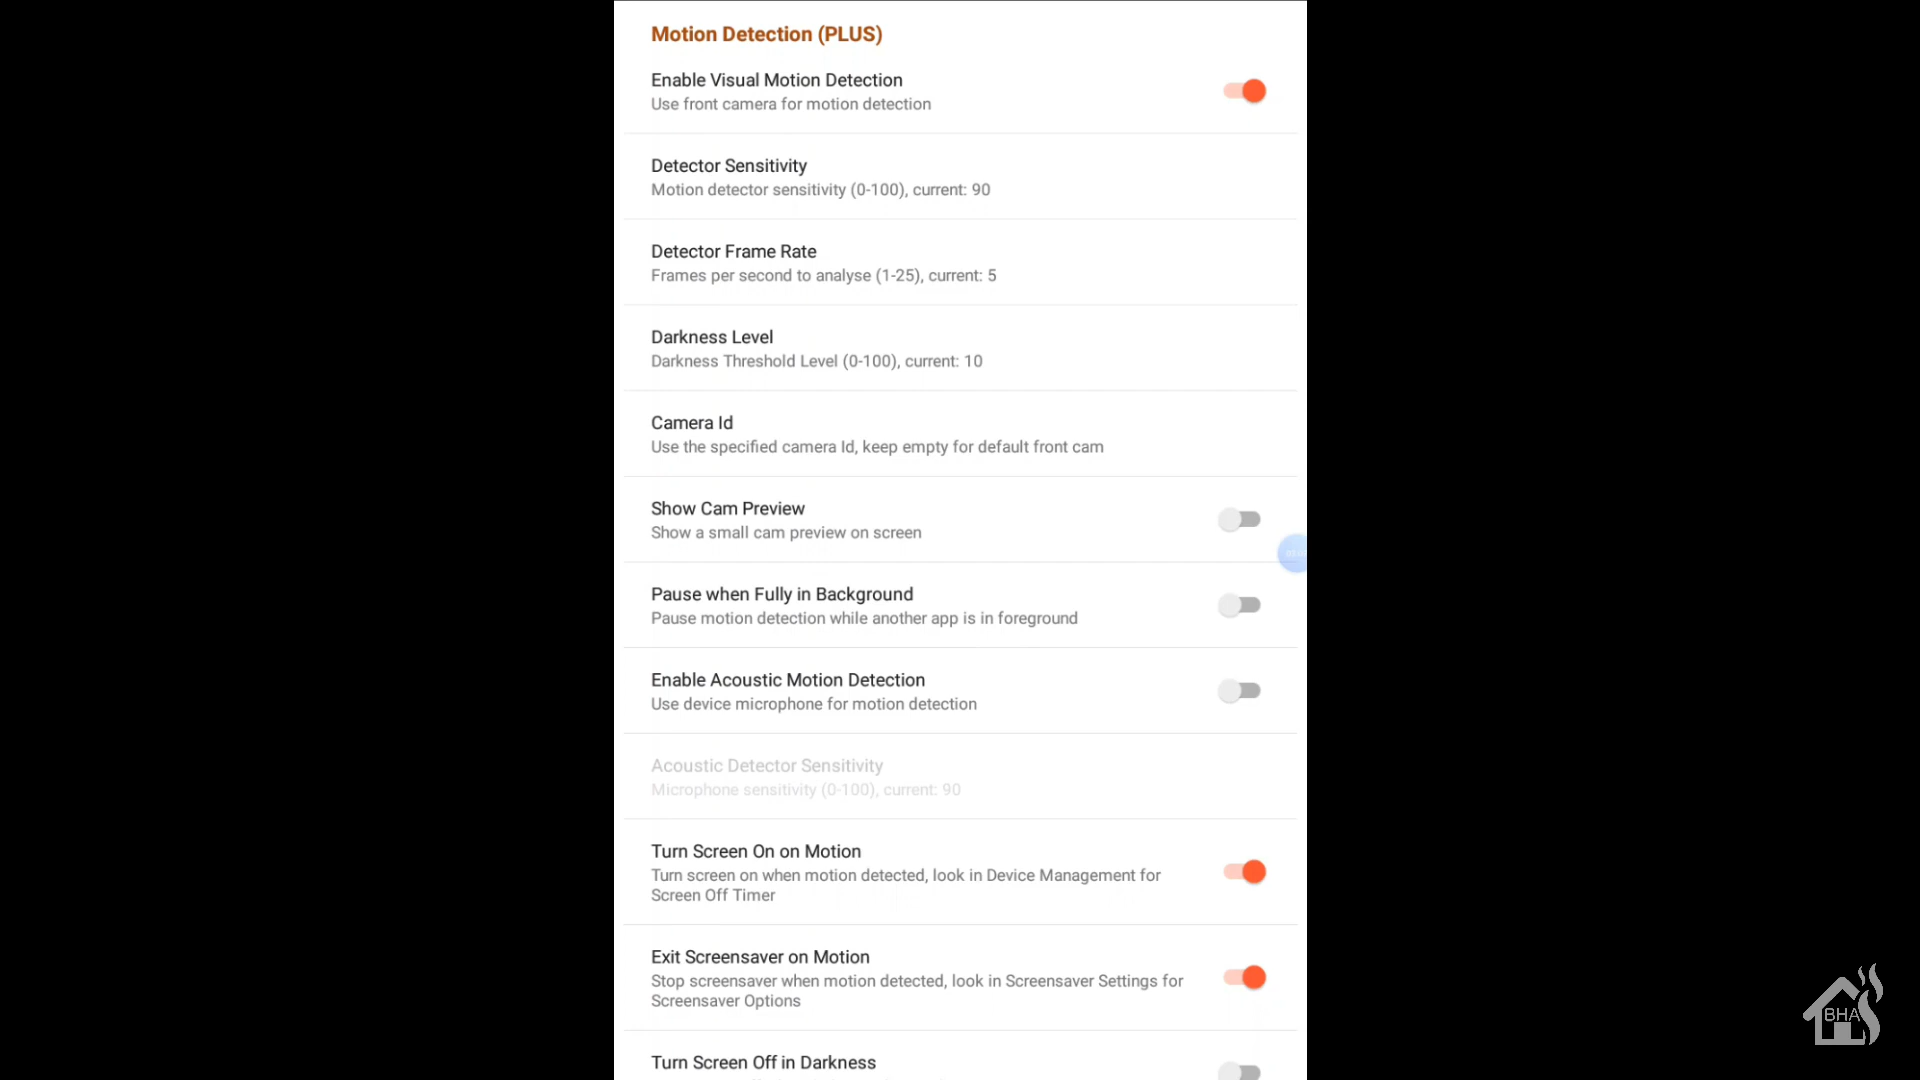 Motion Detection (PLUS)
Enable Visual Motion Detection
Use front camera for motion detection
Detector Sensitivity
Motion detector sensitivity (0-100), current: 90
Detector Frame Rate
Frames per second to analyse (1-25), current: 5
Darkness Level
Darkness Threshold Level (0-100), current: 10
Camera Id
Use the specified camera Id, keep empty for default front cam
Show Cam Preview
Show a small cam preview on screen
Pause when Fully in Background
Pause motion detection while another app is in foreground
Enable Acoustic Motion Detection
Use device microphone for motion detection
Acoustic Detector Sensitivity
Microphone sensitivity (0-100), current: 90
Turn Screen On on Motion
Turn screen on when motion detected, look in Device Management for
Screen Off Timer
Exit Screensaver on Motion
Stop screensaver when motion detected, look in Screensaver Settings for
Screensaver Options
Turn Screen Off in Darkness
BHA